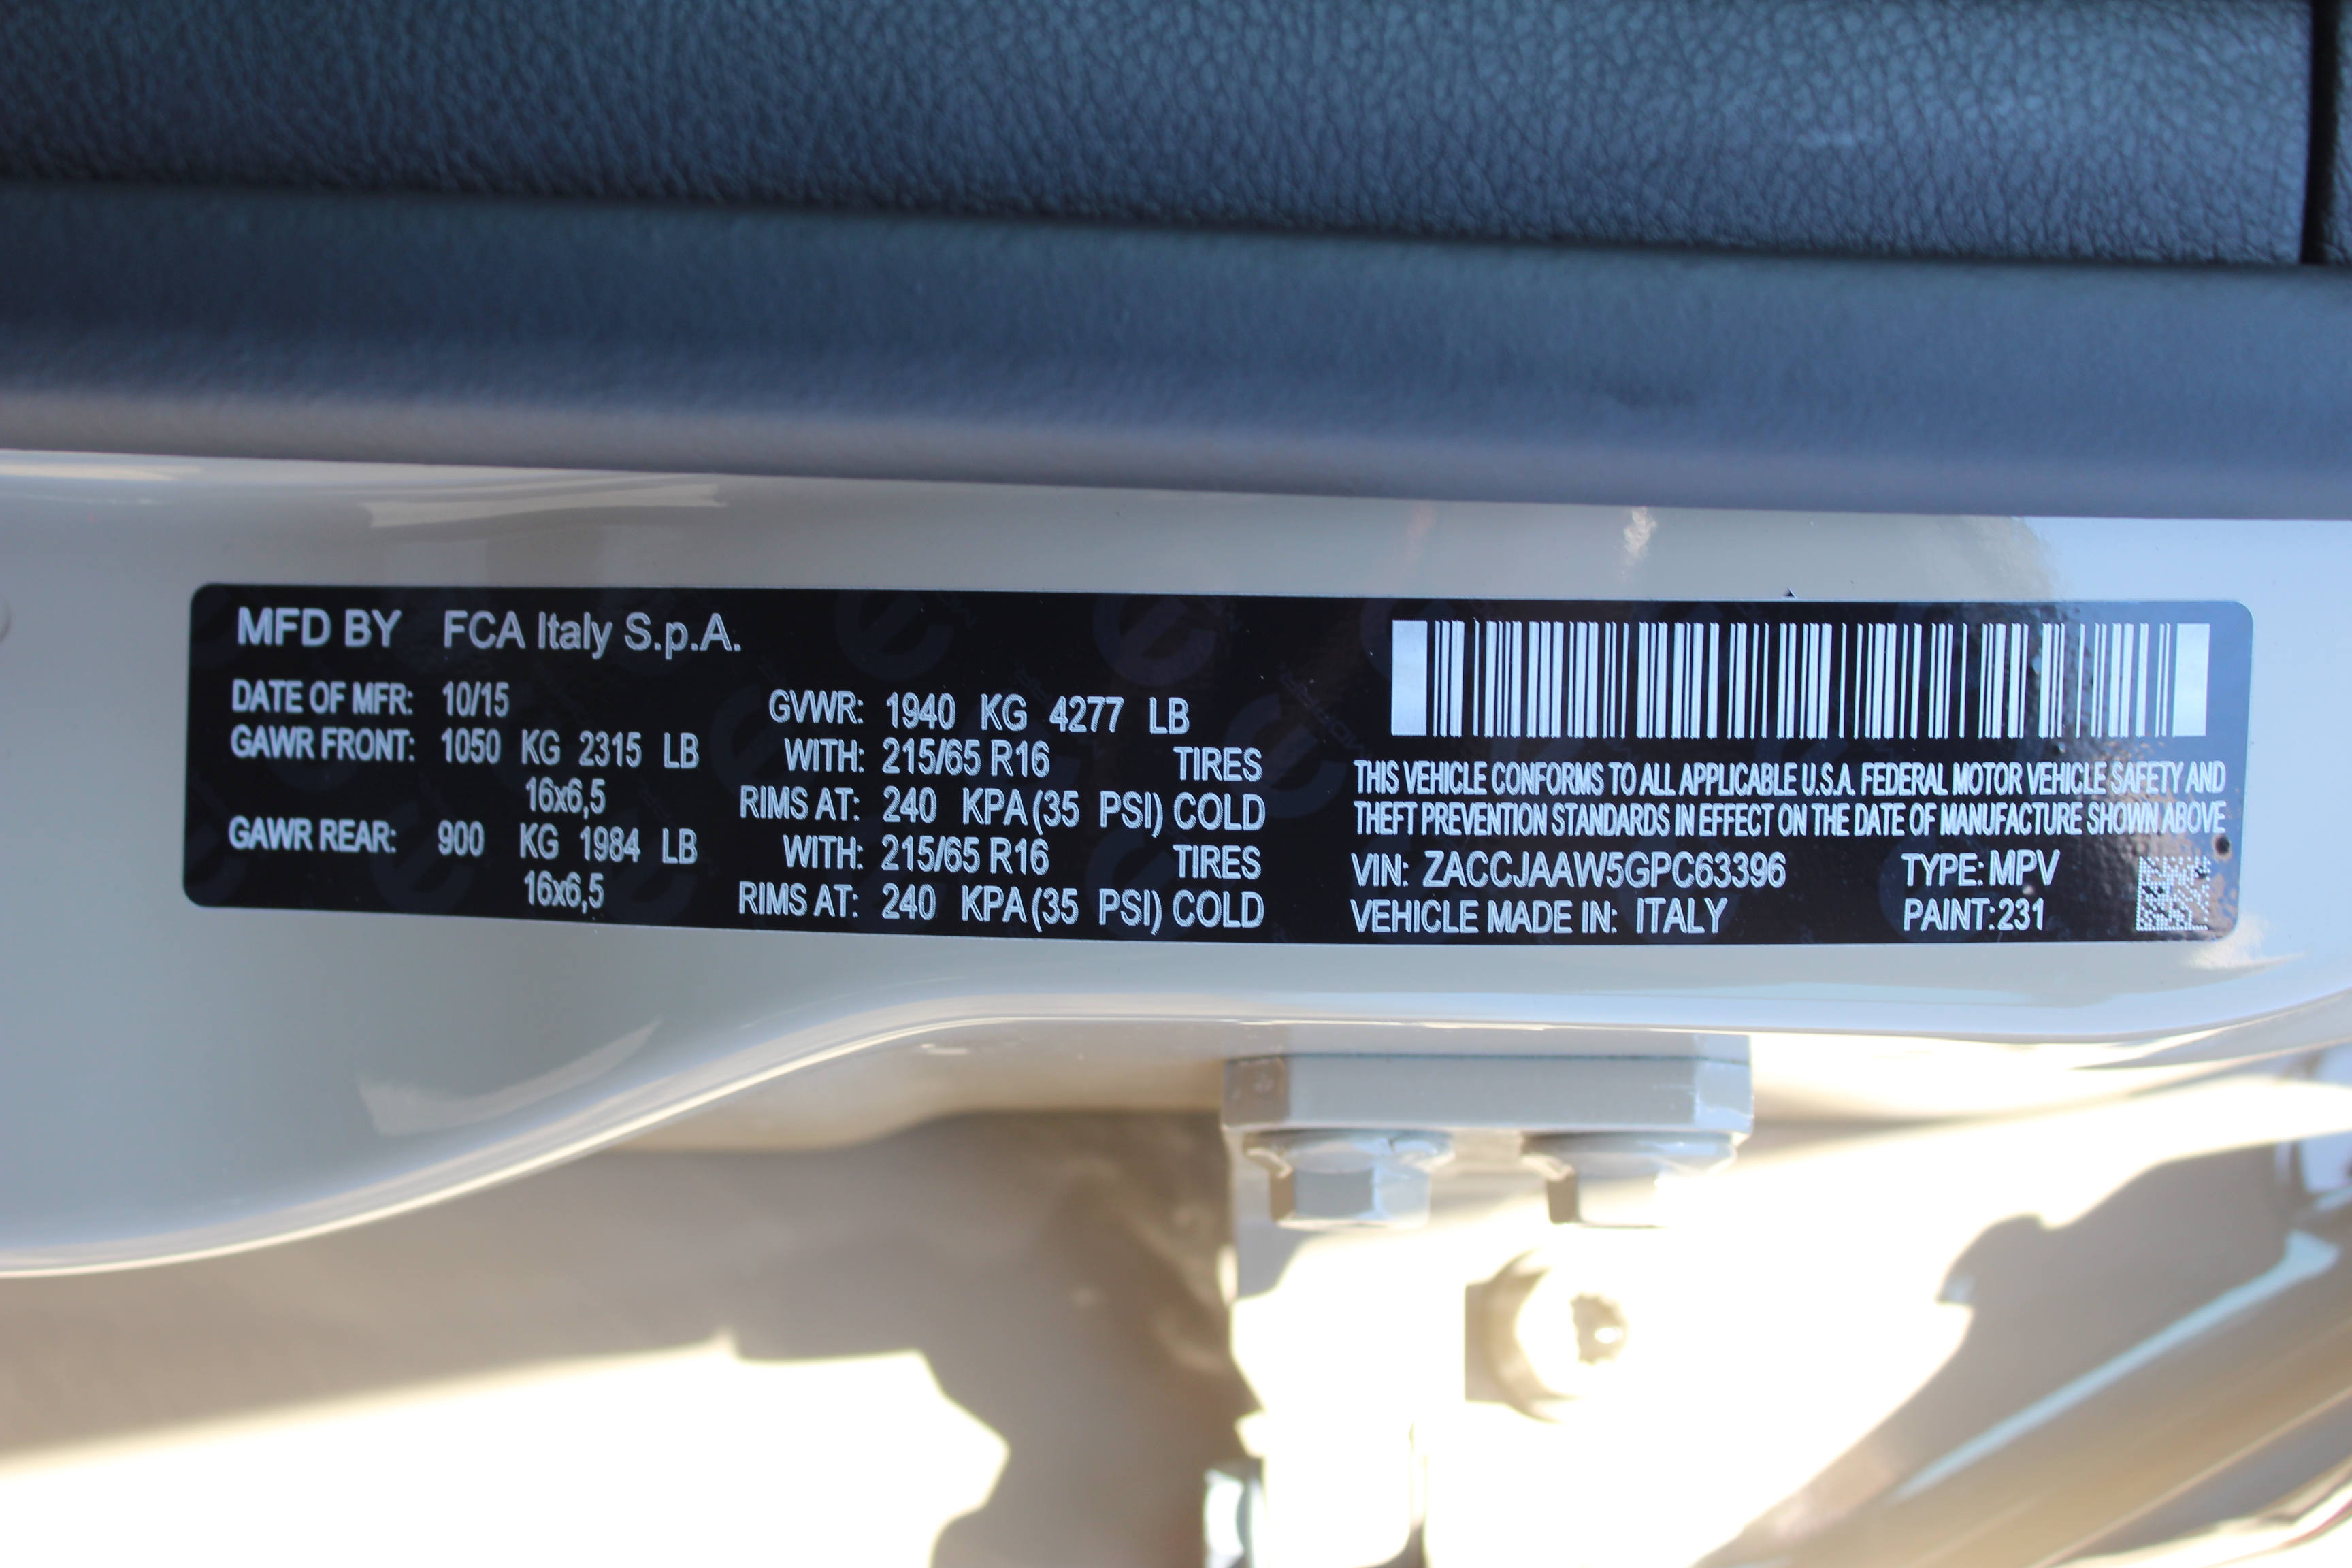 MFD BY FCA Italy S.p.A.
DATE OF MFR: 10/15
GAWR FRONT: 1050 KG 2315 LB
16x6,5
GAWR REAR: 900 KG 1984 LB
16x6,5
GVWR: 1940 KG 4277 LB
WITH: 215/65 R16 TIRES
RIMS AT: 240 KPA (35 PSI) COLD
WITH: 215/65 R16 TIRES
RIMS AT: 240 KPA (35 PSI) COLD
THIS VEHICLE CONFORMS TO ALL APPLICABLE U.S.A. FEDERAL MOTOR VEHICLE SAFETY AND
THEFT PREVENTION STANDARDS IN EFFECT ON THE DATE OF MANUFACTURE SHOWN ABOVE
VIN: ZACCJAAW5GPC63396 TYPE: MPV
VEHICLE MADE IN: ITALY PAINT: 231